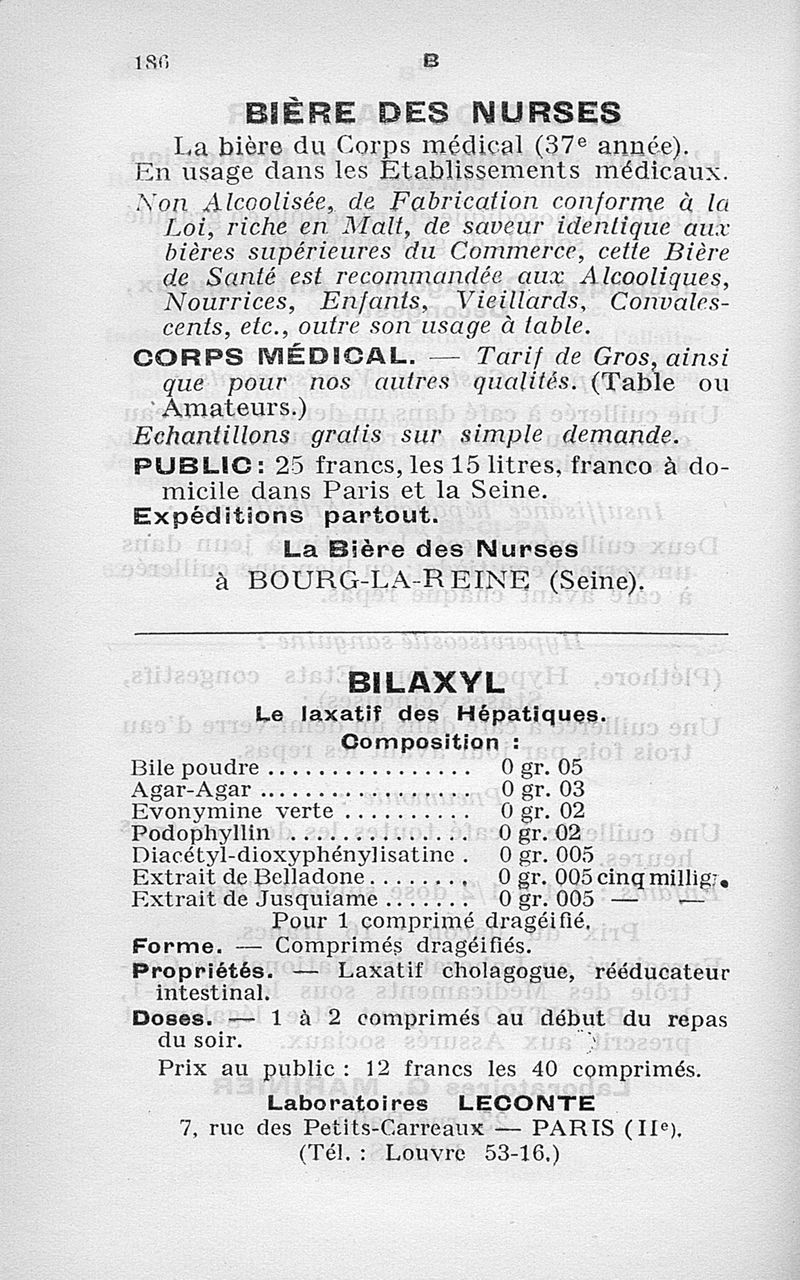 186
B
BIÈRE DES NURSES
La bière du Corps médical (37e année).
En usage dans les Etablissements médicaux.
Non Alcoolisée, de Fabrication conforme à la
Loi, riche en Malt, de saveur identique aux
bières supérieures du Commerce, cette Bière
de Santé est recommandée aux Alcooliques,
Nourrices, Enfants, Vieillards, Convales-
cents, etc., outre son usage à table.
CORPS MÉDICAL. — Tarif de Gros, ainsi
que pour nos autres qualités. (Table ou
Amateurs.)
Echantillons gratis sur simple demande.
PUBLIC : 25 francs, les 15 litres, franco à do-
micile dans Paris et la Seine.
Expéditions partout.
La Bière des Nurses
à BOURG-LA-REINE (Seine).
BILAXYL
Le laxatif des Hépatiques.
Composition :
Bile poudre ................ 0 gr. 05
Agar-Agar ................. 0 gr. 03
Evonymine verte .......... 0 gr. 02
Podophyllin ............... 0 gr. 02
Diacétyl-dioxyphénylisatine . 0 gr. 005
Extrait de Belladone........ 0 gr. 005 cinq millig.
Extrait de Jusquiame ....... 0 gr. 005 — —
Pour 1 comprimé dragéifié.
Forme. — Comprimés dragéifiés.
Propriétés. — Laxatif cholagogue, rééducateur
intestinal.
Doses. — 1 à 2 comprimés au début du repas
du soir.
Prix au public : 12 francs les 40 comprimés.
Laboratoires LECONTE
7, rue des Petits-Carreaux — PARIS (IIe).
(Tél. : Louvre 53-16.)